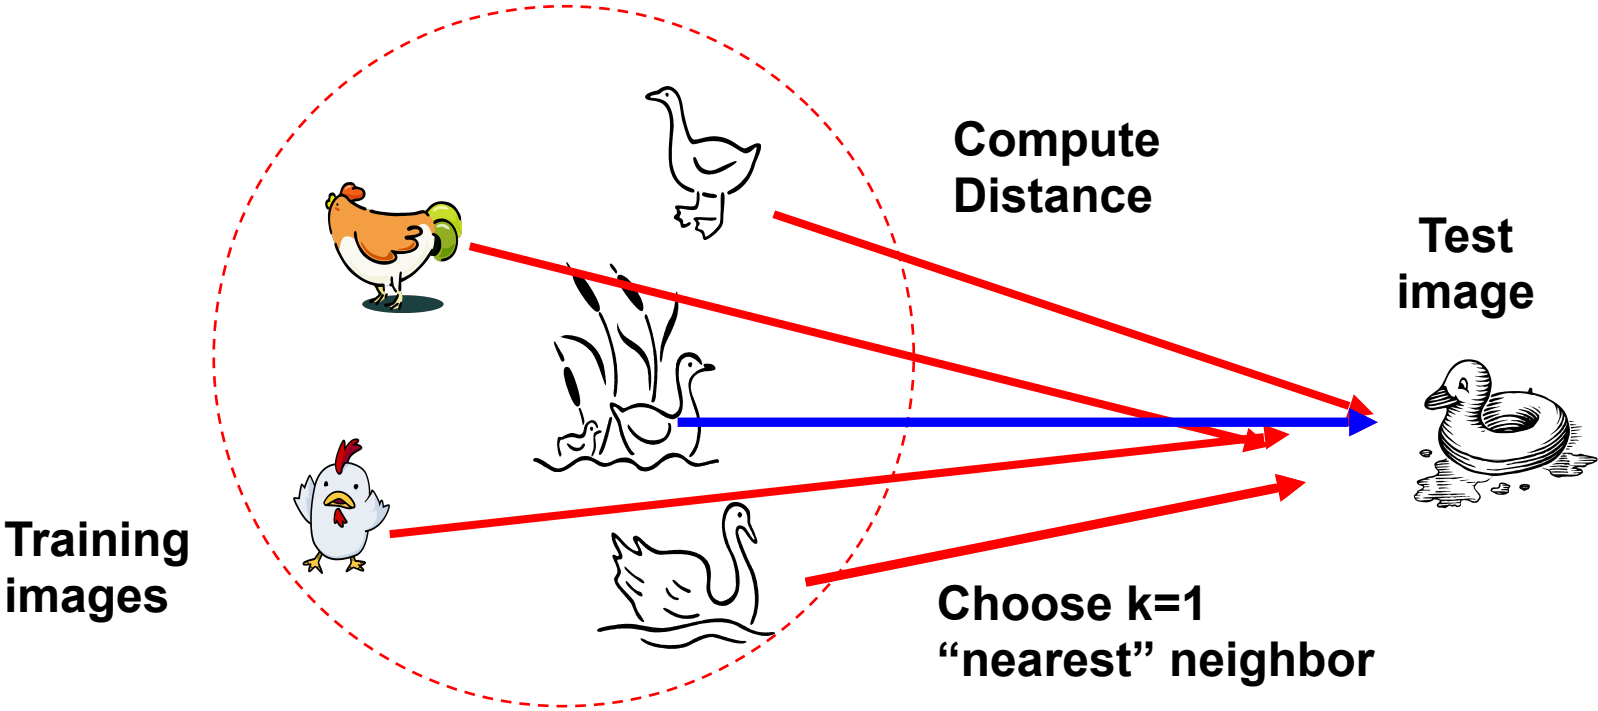 Compute
Distance
Test
image
Training
images
Choose k=1
“nearest” neighbor